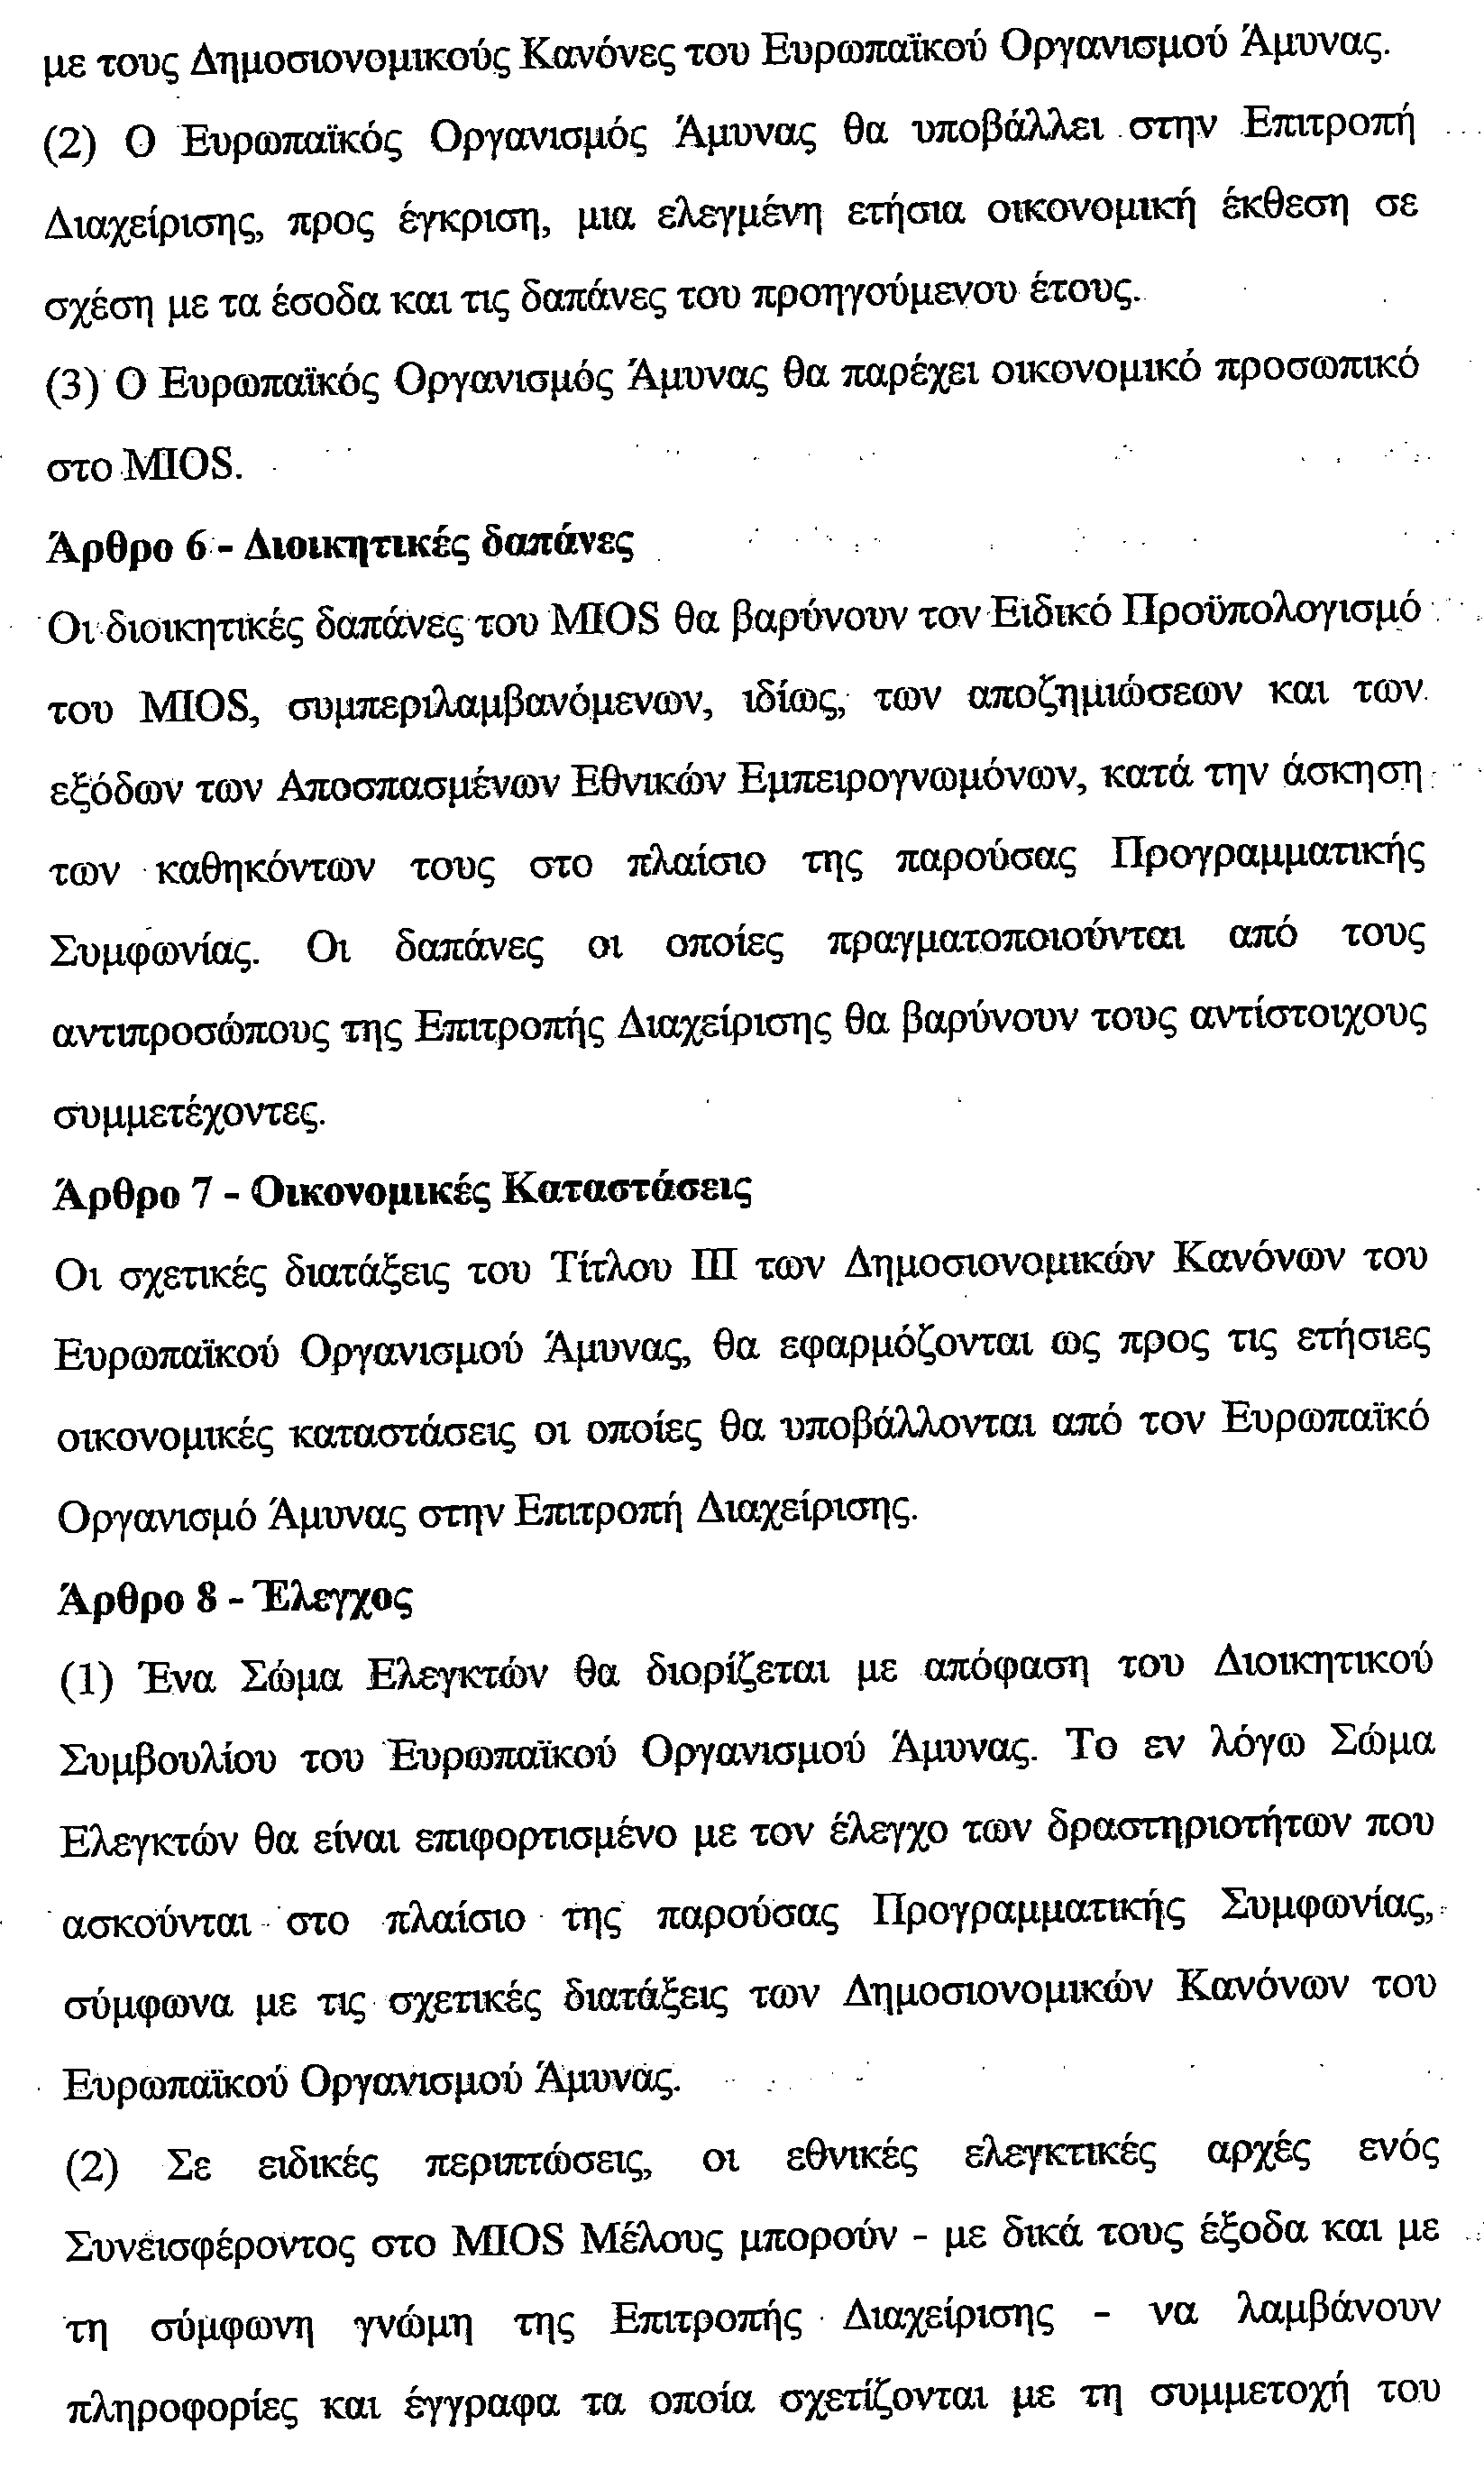 με τους Δημοσιονομικούς Κανόνες του Ευρωπαϊκού Οργανισμού Άμυνας.
(2) Ο Ευρωπαϊκός Οργανισμός Άμυνας θα υποβάλλει στην Επιτροπή
Διαχείρισης, προς έγκριση, μια ελεγμένη ετήσια οικονομική έκθεση σε
σχέση με τα έσοδα και τις δαπάνες του προηγούμενου έτους.
(3) Ο Ευρωπαϊκός Οργανισμός Άμυνας θα παρέχει οικονομικό προσωπικό
στο MIOS.
Άρθρο 6 - Διοικητικές δαπάνες
Οι διοικητικές δαπάνες του MIOS θα βαρύνουν τον Ειδικό Προϋπολογισμό
του MIOS, συμπεριλαμβανόμενων, ιδίως, των αποζημιώσεων και των
εξόδων των Αποσπασμένων Εθνικών Εμπειρογνωμόνων, κατά την άσκηση
των καθηκόντων τους στο πλαίσιο της παρούσας Προγραμματικής
Συμφωνίας. Οι δαπάνες οι οποίες πραγματοποιούνται από τους
αντιπροσώπους της Επιτροπής Διαχείρισης θα βαρύνουν τους αντίστοιχους
συμμετέχοντες.
Άρθρο 7 - Οικονομικές Καταστάσεις
Οι σχετικές διατάξεις του Τίτλου III των Δημοσιονομικών Κανόνων του
Ευρωπαϊκού Οργανισμού Άμυνας, θα εφαρμόζονται ως προς τις ετήσιες
οικονομικές καταστάσεις οι οποίες θα υποβάλλονται από τον Ευρωπαϊκό
Οργανισμό Άμυνας στην Επιτροπή Διαχείρισης.
Άρθρο 8 - Έλεγχος
(1) Ένα Σώμα Ελεγκτών θα διορίζεται με απόφαση του Διοικητικού
Συμβουλίου του Ευρωπαϊκού Οργανισμού Άμυνας. Το εν λόγω Σώμα
Ελεγκτών θα είναι επιφορτισμένο με τον έλεγχο των δραστηριοτήτων που
ασκούνται στο πλαίσιο της παρούσας Προγραμματικής Συμφωνίας,
σύμφωνα με τις σχετικές διατάξεις των Δημοσιονομικών Κανόνων του
Ευρωπαϊκού Οργανισμού Άμυνας.
(2) Σε ειδικές περιπτώσεις, οι εθνικές ελεγκτικές αρχές ενός
Συνεισφέροντος στο MIOS Μέλους μπορούν - με δικά τους έξοδα και με
τη σύμφωνη γνώμη της Επιτροπής Διαχείρισης - να λαμβάνουν
πληροφορίες και έγγραφα τα οποία σχετίζονται με τη συμμετοχή του